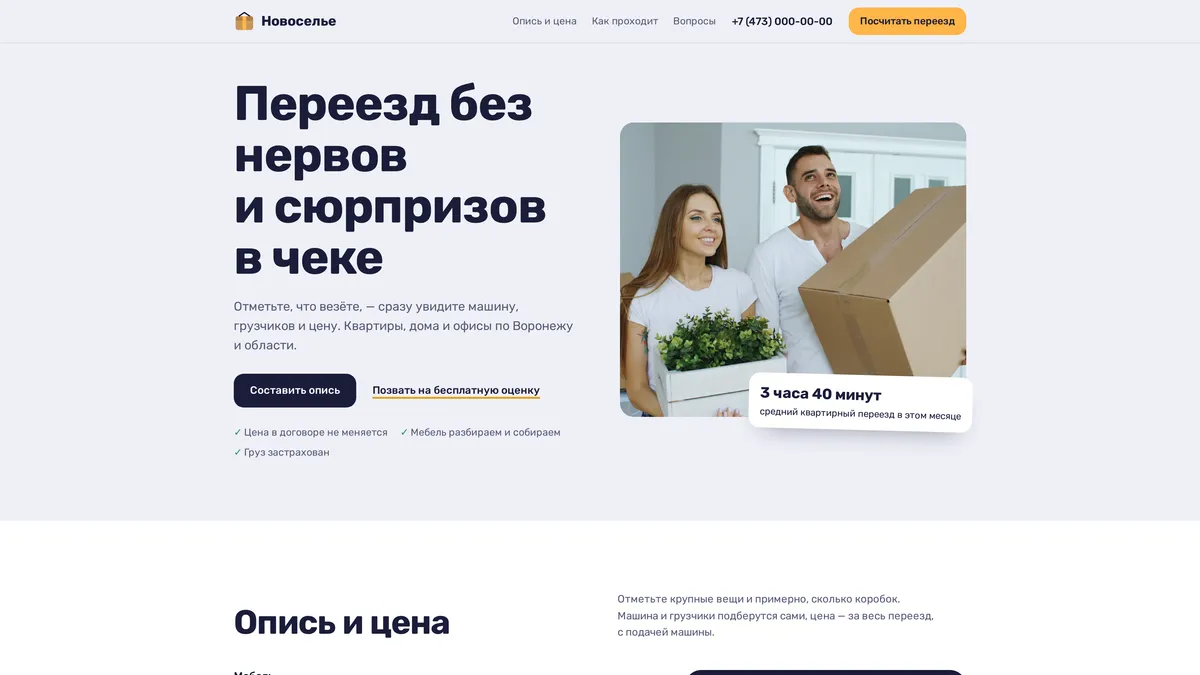 Новоселье
Опись и цена
Как проходит
Вопросы
+7 (473) 000-00-00
Посчитать переезд
Переезд без
нервов
и сюрпризов
в чеке
Отметьте, что везёте, — сразу увидите машину,
грузчиков и цену. Квартиры, дома и офисы по Воронежу
и области.
Составить опись
Позвать на бесплатную оценку
✓ Цена в договоре не меняется
✓ Мебель разбираем и собираем
✓ Груз застрахован
3 часа 40 минут
средний квартирный переезд в этом месяце
Опись и цена
Отметьте крупные вещи и примерно, сколько коробок.
Машина и грузчики подберутся сами, цена — за весь переезд,
с подачей машины.